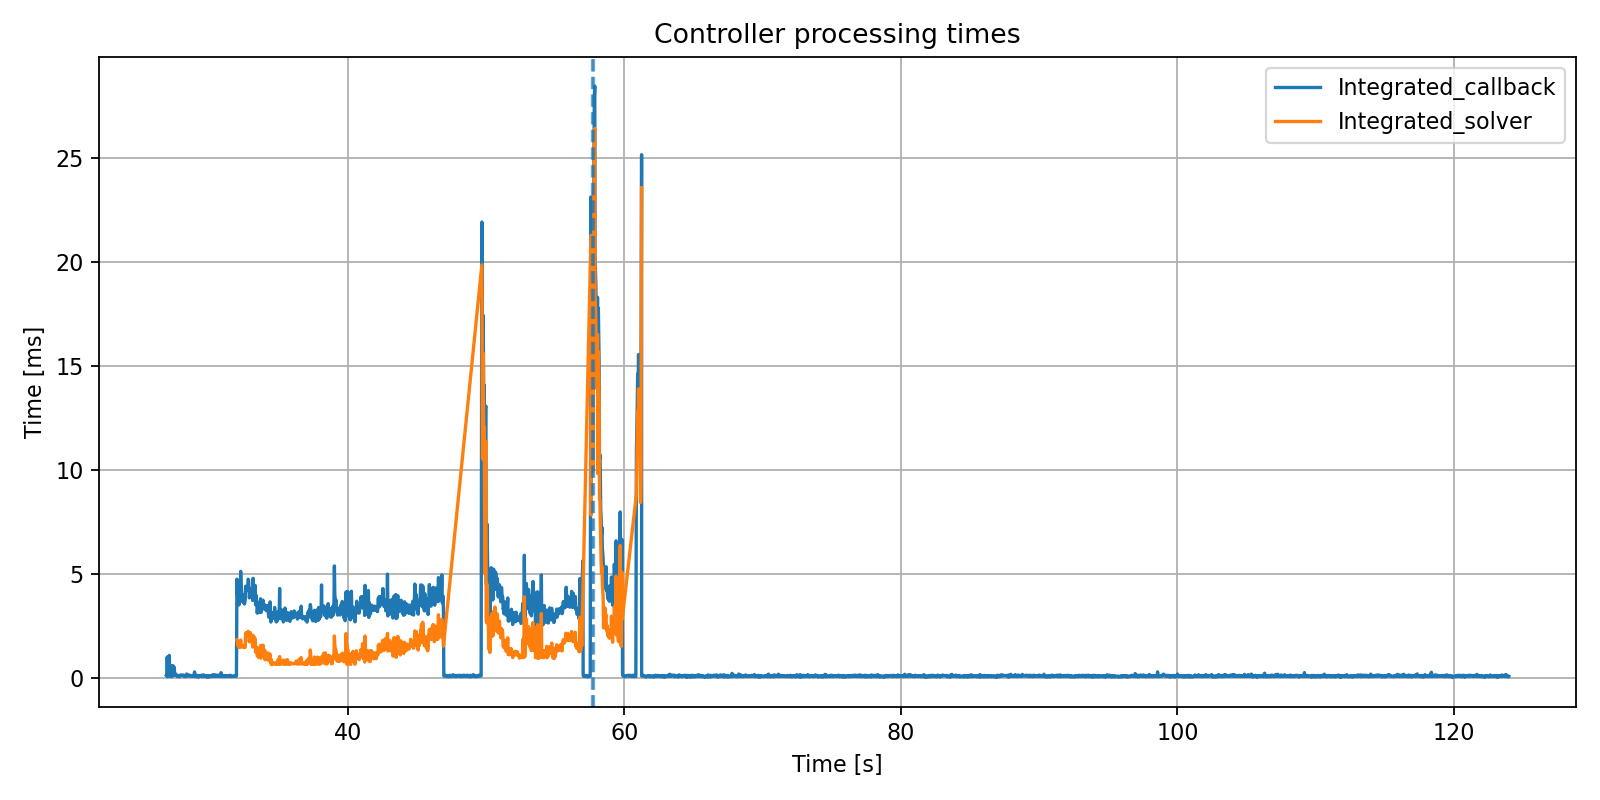 Controller processing times
Integrated_callback
Integrated_solver
Time [ms]
25
20
15
10
5
0
40
60
80
100
120
Time [s]